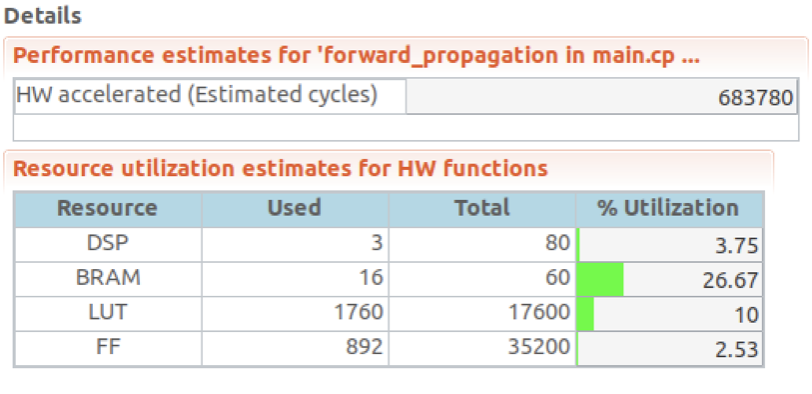 Details
Performance estimates for 'forward_propagation in main.cp ...
HW accelerated (Estimated cycles) 683780
Resource utilization estimates for HW functions
Resource Used Total % Utilization
DSP 3 80 3.75
BRAM 16 60 26.67
LUT 1760 17600 10
FF 892 35200 2.53